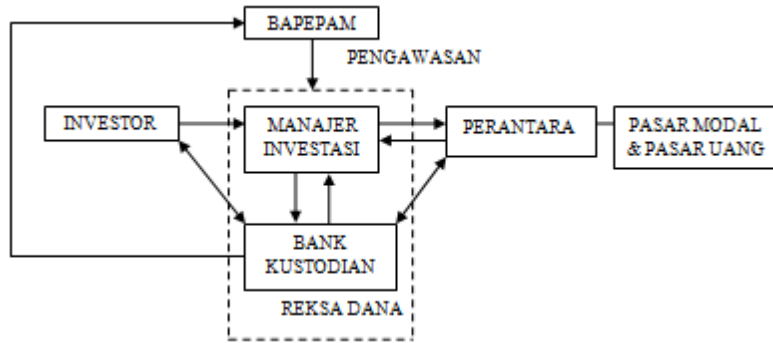 BAPEPAM
PENGAWASAN
INVESTOR
MANAJER
INVESTASI
PERANTARA
PASAR MODAL
& PASAR UANG
BANK
KUSTODIAN
REKSA DANA